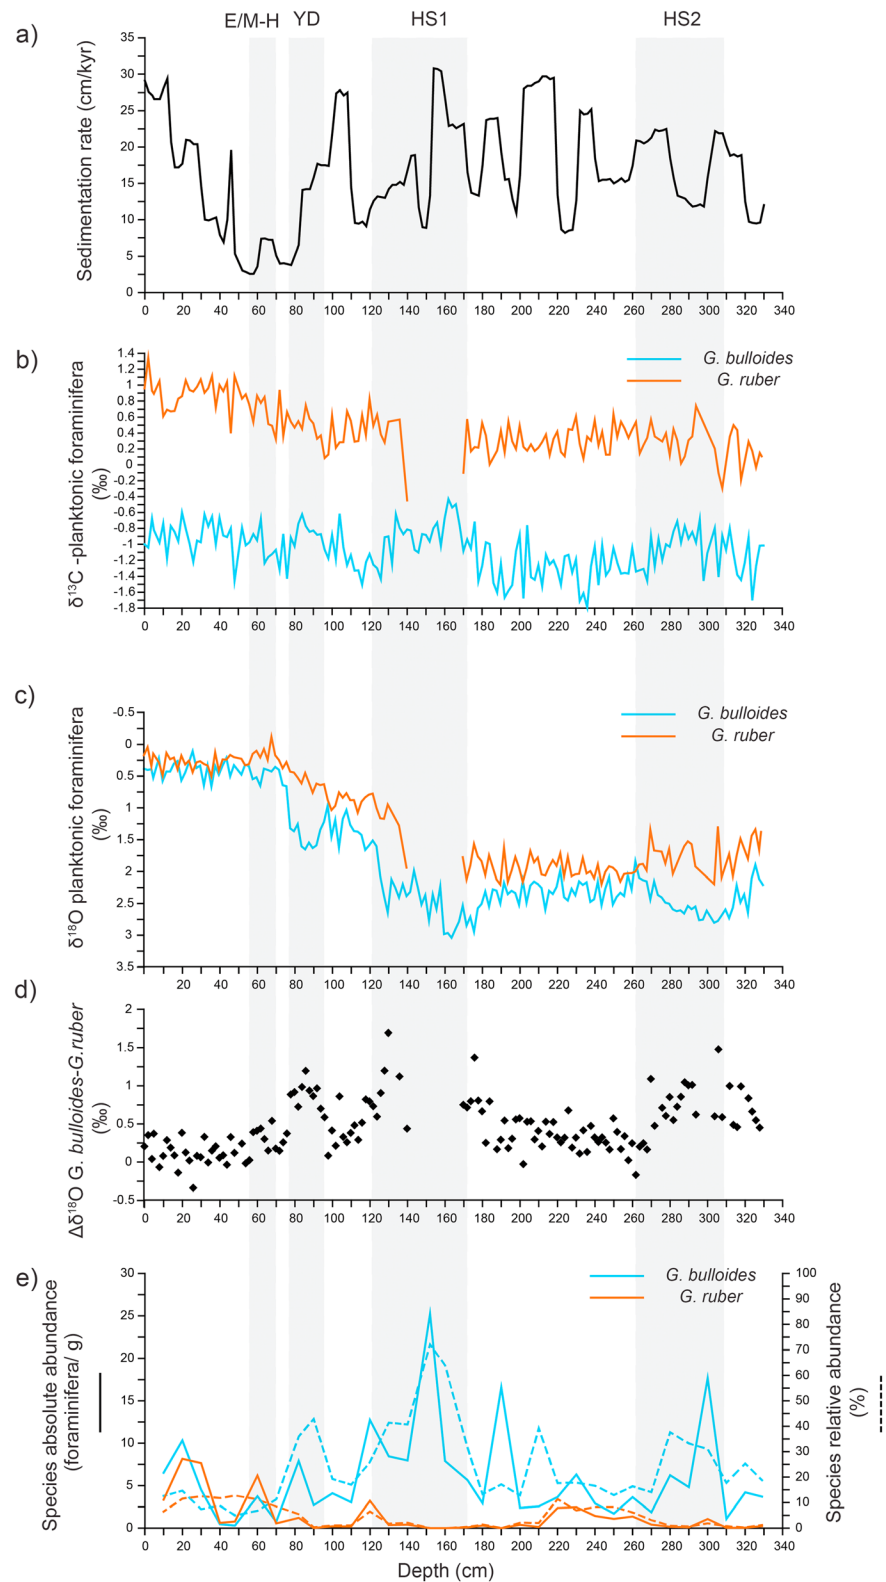 E/M-H YD HS1 HS2
a)
Sedimentation rate (cm/kyr)
35
30
25
20
15
10
5
0
0 20 40 60 80 100 120 140 160 180 200 220 240 260 280 300 320 340
b)
δ13C -planktonic foraminifera
(‰)
1.4
1.2
1
0.8
0.6
0.4
0.2
0
-0.2
-0.4
-0.6
-0.8
-1
-1.2
-1.4
-1.6
-1.8
G. bulloides
G. ruber
0 20 40 60 80 100 120 140 160 180 200 220 240 260 280 300 320 340
c)
δ18O planktonic foraminifera
(‰)
-0.5
0
0.5
1
1.5
2
2.5
3
3.5
G. bulloides
G. ruber
20 40 60 80 100 120 140 160 180 200 220 240 260 280 300 320 340
d)
Δδ18O G. bulloides-G.ruber
(‰)
2
1.5
1
0.5
0
-0.5
0 20 40 60 80 100 120 140 160 180 200 220 240 260 280 300 320 340
e)
Species absolute abundance
(foraminifera/ g)
30
25
20
15
10
5
0
G. bulloides
G. ruber
100
90
80
70
60
50
40
30
20
10
0
Species relative abundance
(%)
0 20 40 60 80 100 120 140 160 180 200 220 240 260 280 300 320 340
Depth (cm)